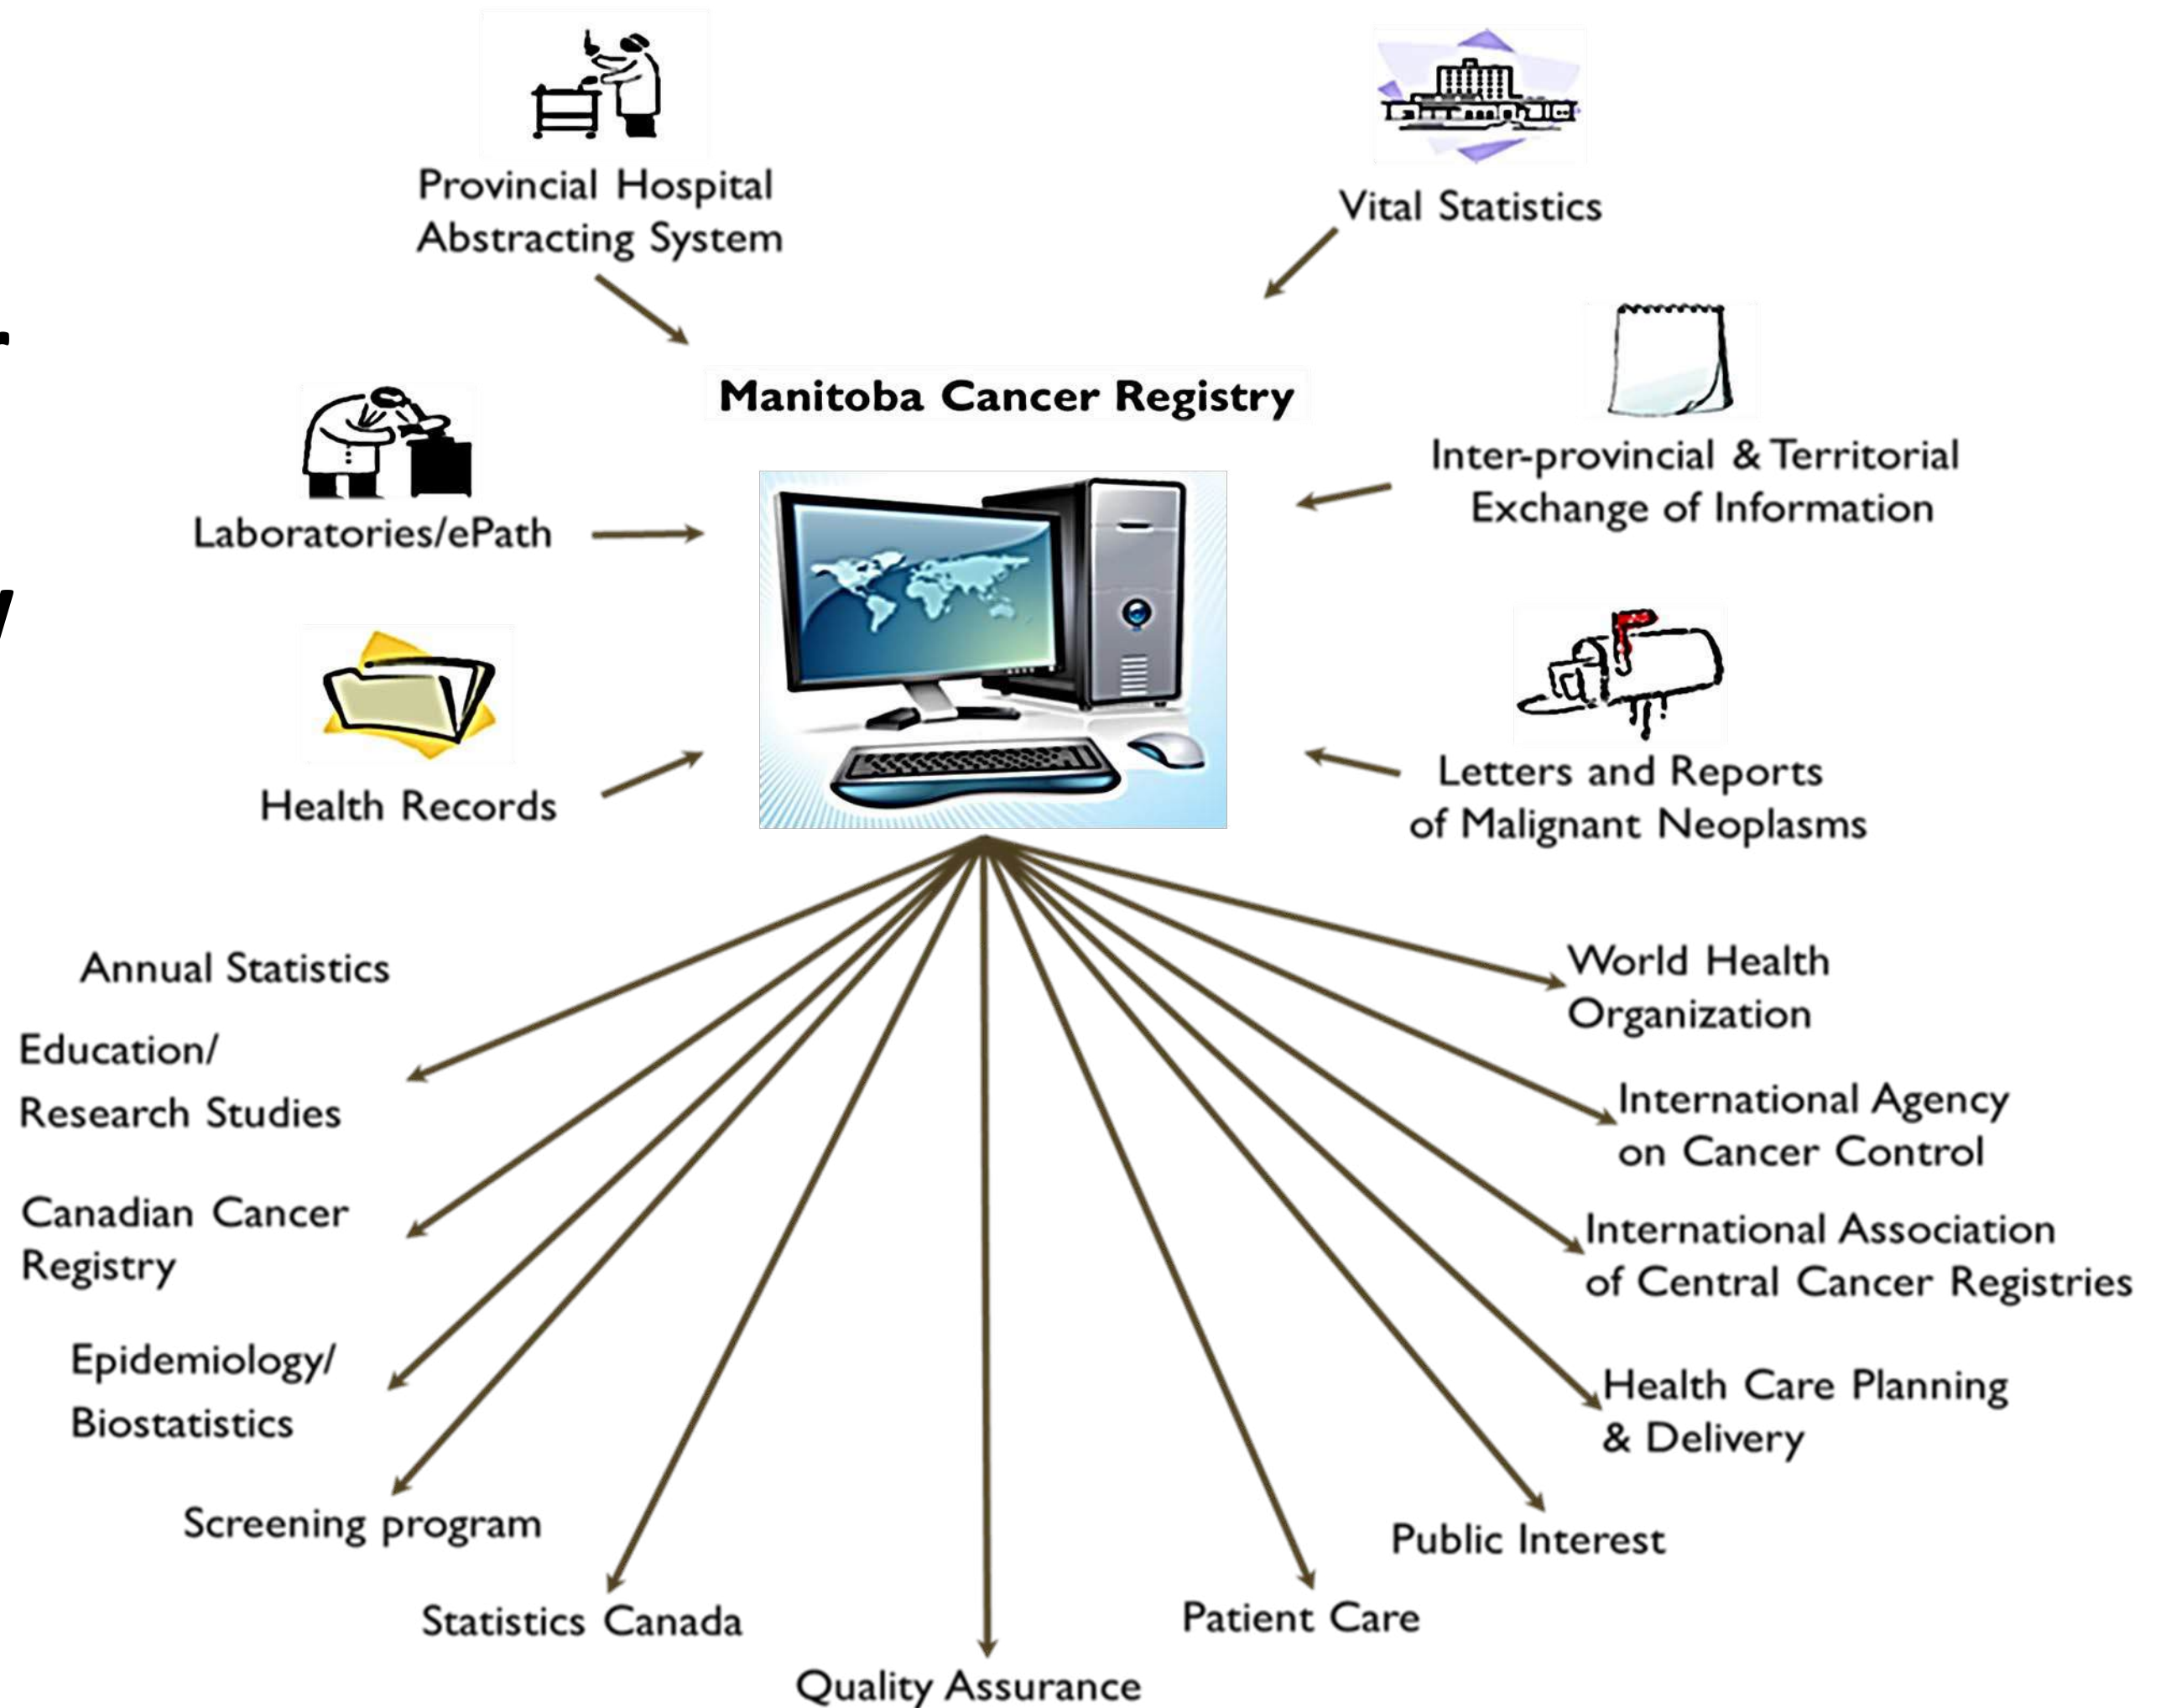 Provincial Hospital
Abstracting System
Vital Statistics
Manitoba Cancer Registry
Inter-provincial & Territorial
Exchange of Information
Laboratories/ePath
Health Records
Letters and Reports
of Malignant Neoplasms
Annual Statistics
Education/
Research Studies
Canadian Cancer
Registry
Epidemiology/
Biostatistics
Screening program
Statistics Canada
Quality Assurance
Patient Care
Public Interest
Health Care Planning
& Delivery
International Association
of Central Cancer Registries
International Agency
on Cancer Control
World Health
Organization